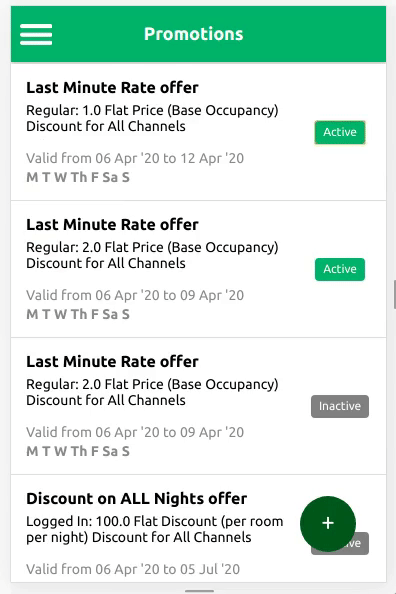 Promotions
Last Minute Rate offer
Regular: 1.0 Flat Price (Base Occupancy)
Discount for All Channels
Active
Valid from 06 Apr '20 to 12 Apr '20
M T W Th F Sa S
Last Minute Rate offer
Regular: 2.0 Flat Price (Base Occupancy)
Discount for All Channels
Active
Valid from 06 Apr '20 to 09 Apr '20
M T W Th F Sa S
Last Minute Rate offer
Regular: 2.0 Flat Price (Base Occupancy)
Discount for All Channels
Inactive
Valid from 06 Apr '20 to 09 Apr '20
M T W Th F Sa S
Discount on ALL Nights offer
Logged In: 100.0 Flat Discount (per room
per night) Discount for All Channels
+
Valid from 06 Apr '20 to 05 Jul '20